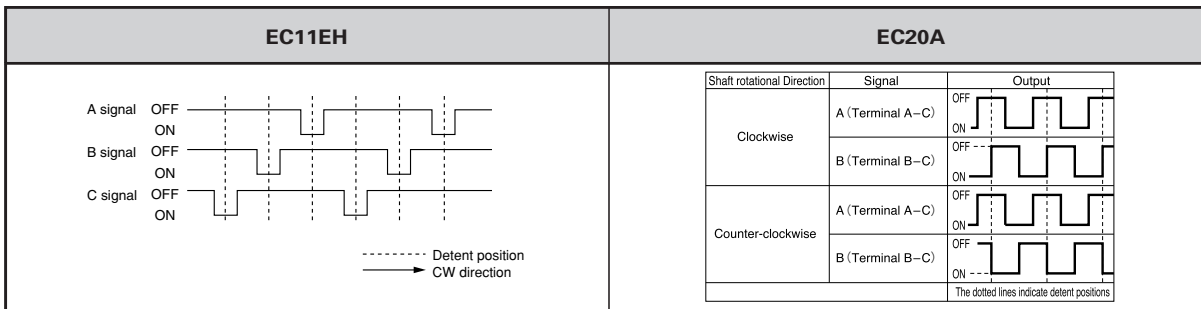 EC11EH
EC20A
A signal OFF
ON
B signal OFF
ON
C signal OFF
ON
Detent position
CW direction
Shaft rotational Direction Signal Output
Clockwise
A (Terminal A–C)
OFF
ON
B (Terminal B–C)
OFF
ON
Counter-clockwise
A (Terminal A–C)
OFF
ON
B (Terminal B–C)
OFF
ON
The dotted lines indicate detent positions